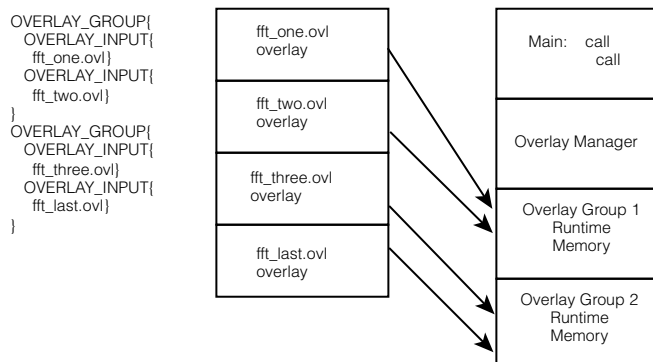 OVERLAY_GROUP{
OVERLAY_INPUT{
fft_one.ovl}
OVERLAY_INPUT{
fft_two.ovl}
}
OVERLAY_GROUP{
OVERLAY_INPUT{
fft_three.ovl}
OVERLAY_INPUT{
fft_last.ovl}
}
fft_one.ovl
overlay
fft_two.ovl
overlay
fft_three.ovl
overlay
fft_last.ovl
overlay
Main: call
call
Overlay Manager
Overlay Group 1
Runtime
Memory
Overlay Group 2
Runtime
Memory